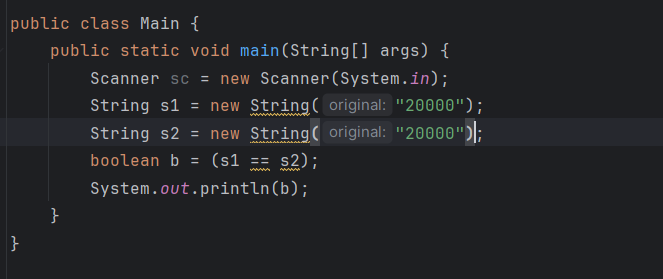 public class Main {
public static void main(String[] args) {
Scanner sc = new Scanner(System.in);
String s1 = new String( original: "20000");
String s2 = new String( original: "20000");
boolean b = (s1 == s2);
System.out.println(b);
}
}